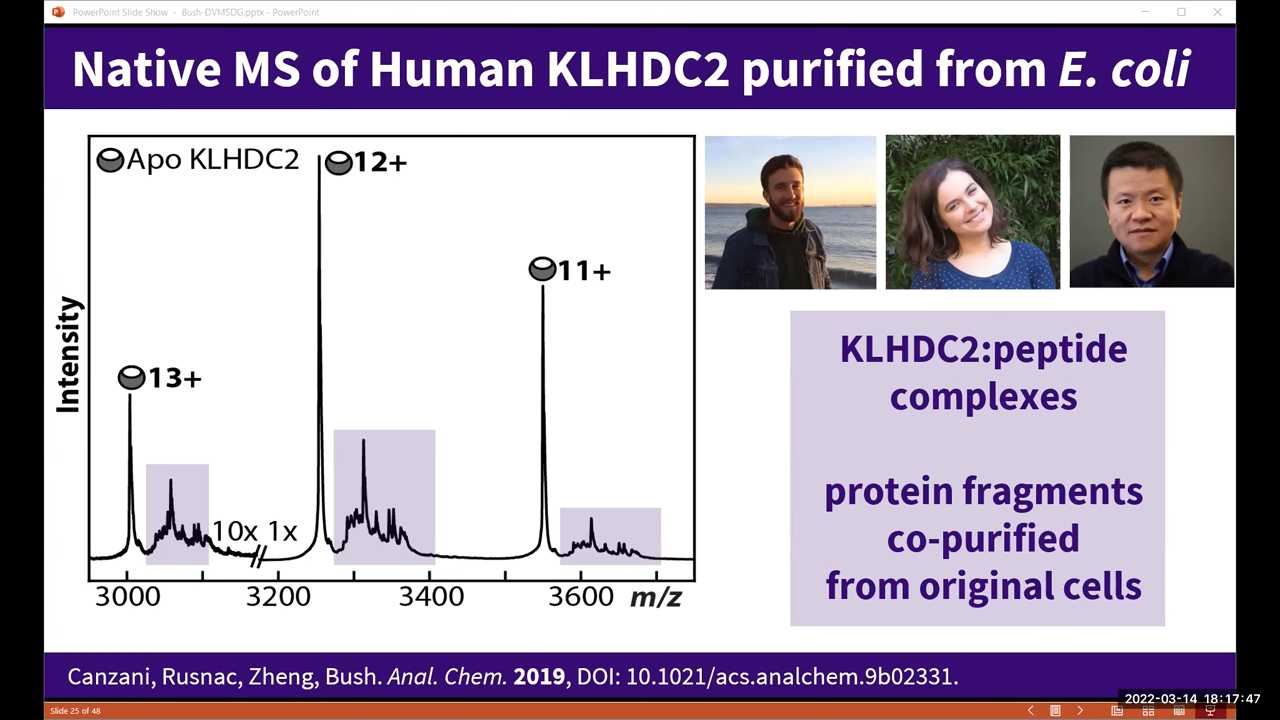 PowerPoint Slide Show - Bush-DVMSDG.pptx - PowerPoint
Native MS of Human KLHDC2 purified from E. coli
Apo KLHDC2
12+
11+
13+
10x 1x
Intensity
3000 3200 3400 3600 m/z
KLHDC2:peptide
complexes
protein fragments
co-purified
from original cells
Canzani, Rusnac, Zheng, Bush. Anal. Chem. 2019, DOI: 10.1021/acs.analchem.9b02331.
2022-03-14 18:17:47
Slide 25 of 48